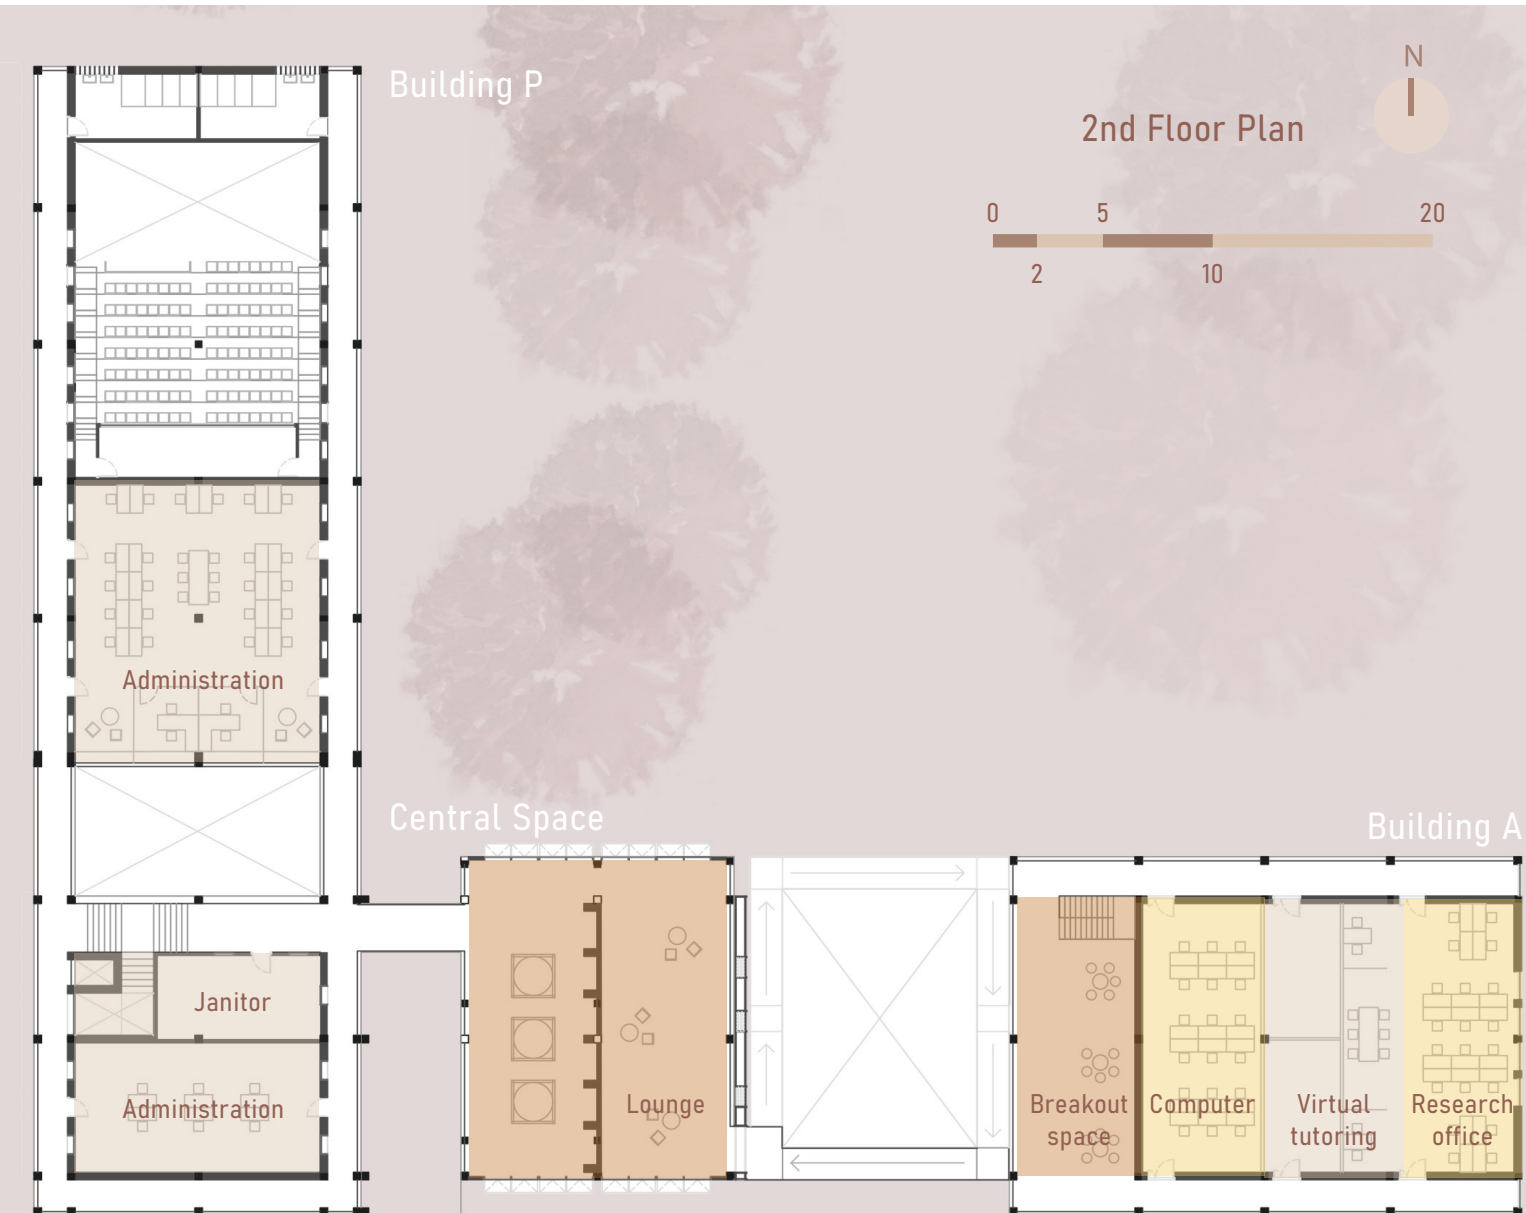 Building P
N
2nd Floor Plan
0 5 20
2 10
Administration
Central Space
Building A
Janitor
Administration
Lounge
Breakout
space
Computer
Virtual
tutoring
Research
office